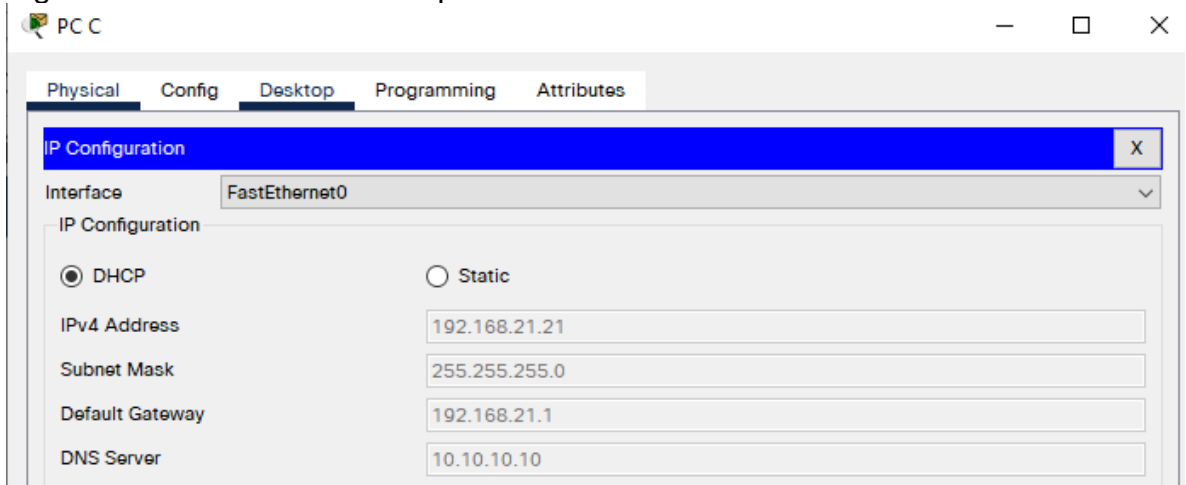 PC C
Physical Config Desktop Programming Attributes
IP Configuration X
Interface FastEthernet0
IP Configuration
DHCP Static
IPv4 Address 192.168.21.21
Subnet Mask 255.255.255.0
Default Gateway 192.168.21.1
DNS Server 10.10.10.10